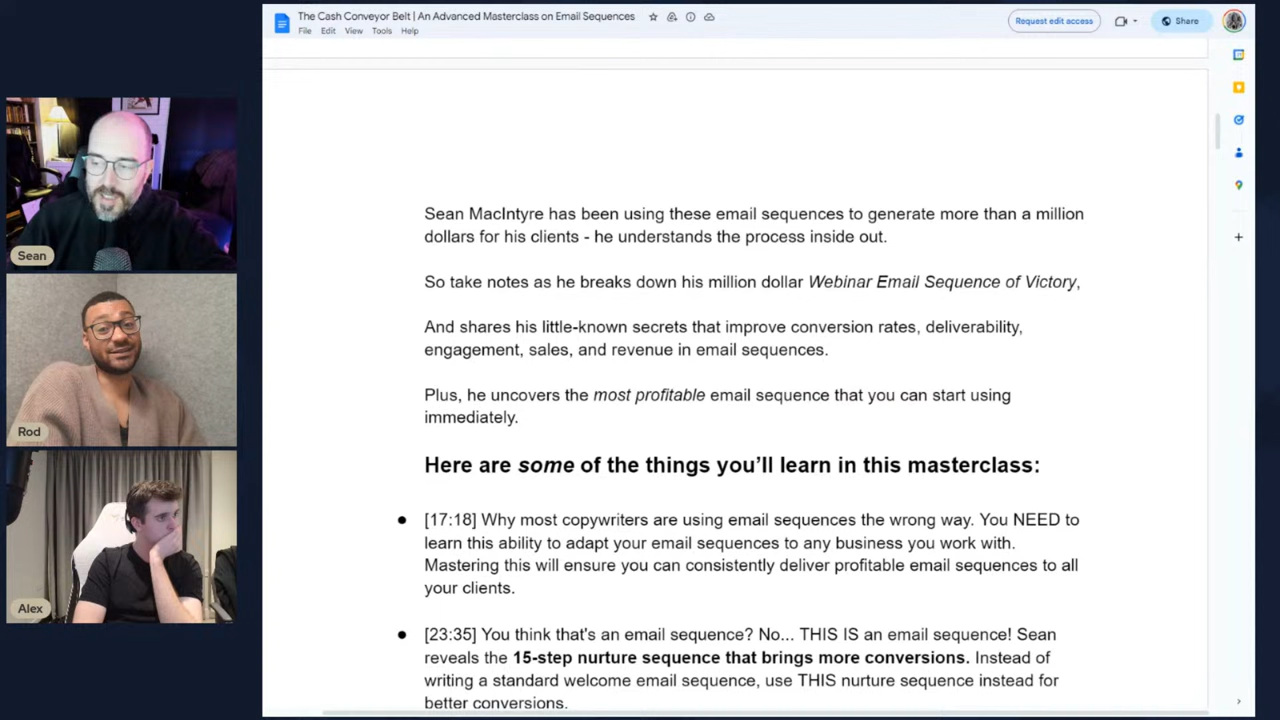 The Cash Conveyor Belt | An Advanced Masterclass on Email Sequences
File Edit View Tools Help
Request edit access
Share
Sean MacIntyre has been using these email sequences to generate more than a million
dollars for his clients - he understands the process inside out.
So take notes as he breaks down his million dollar Webinar Email Sequence of Victory,
And shares his little-known secrets that improve conversion rates, deliverability,
engagement, sales, and revenue in email sequences.
Plus, he uncovers the most profitable email sequence that you can start using
immediately.
Here are some of the things you’ll learn in this masterclass:
● [17:18] Why most copywriters are using email sequences the wrong way. You NEED to
learn this ability to adapt your email sequences to any business you work with.
Mastering this will ensure you can consistently deliver profitable email sequences to all
your clients.
● [23:35] You think that's an email sequence? No... THIS IS an email sequence! Sean
reveals the 15-step nurture sequence that brings more conversions. Instead of
writing a standard welcome email sequence, use THIS nurture sequence instead for
better conversions.
Sean
Rod
Alex